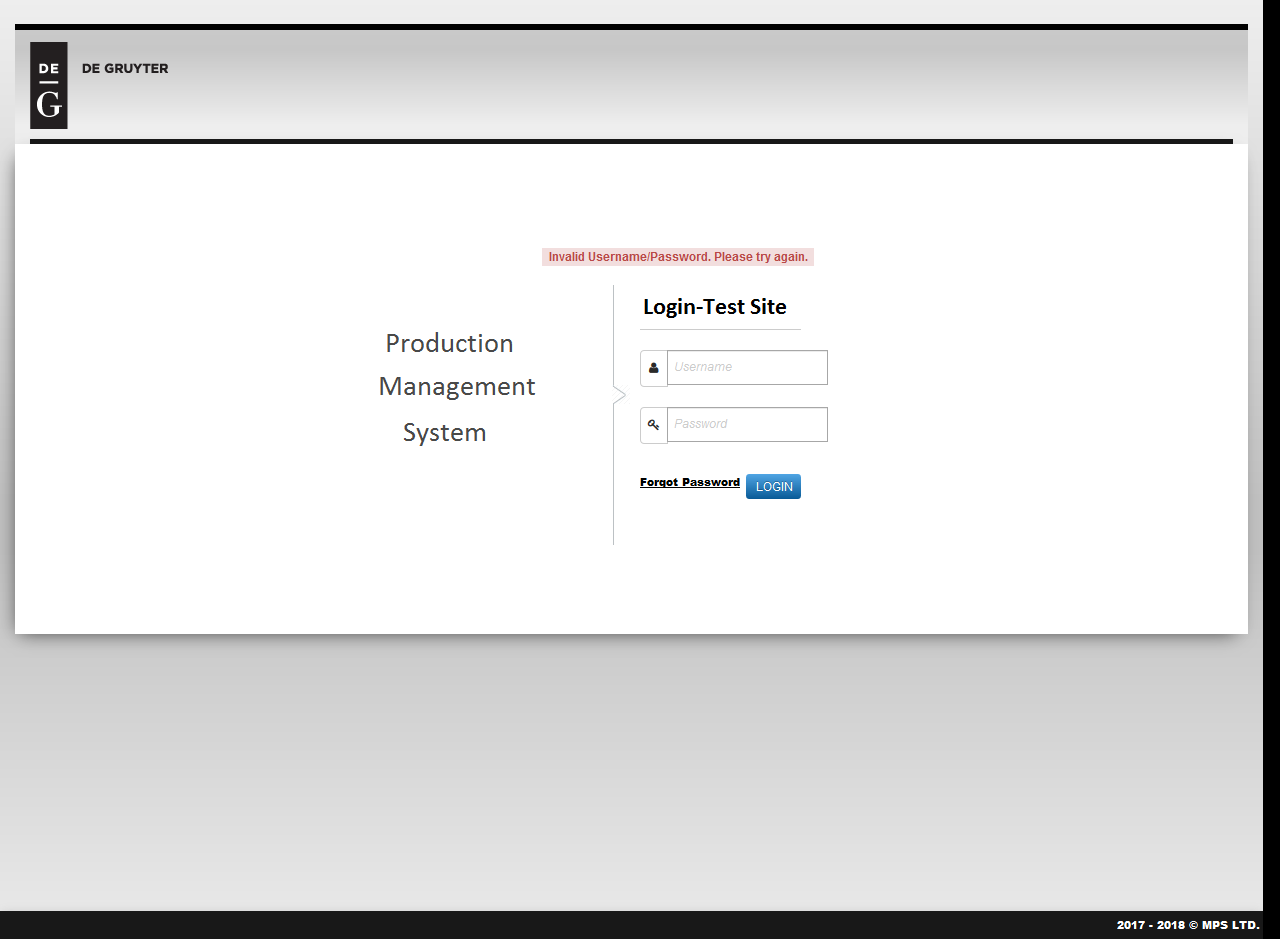 DE
G
DE GRUYTER
Invalid Username/Password. Please try again.
Login-Test Site
Production
Management
System
Username
Password
Forgot Password
LOGIN
2017 - 2018 © MPS LTD.